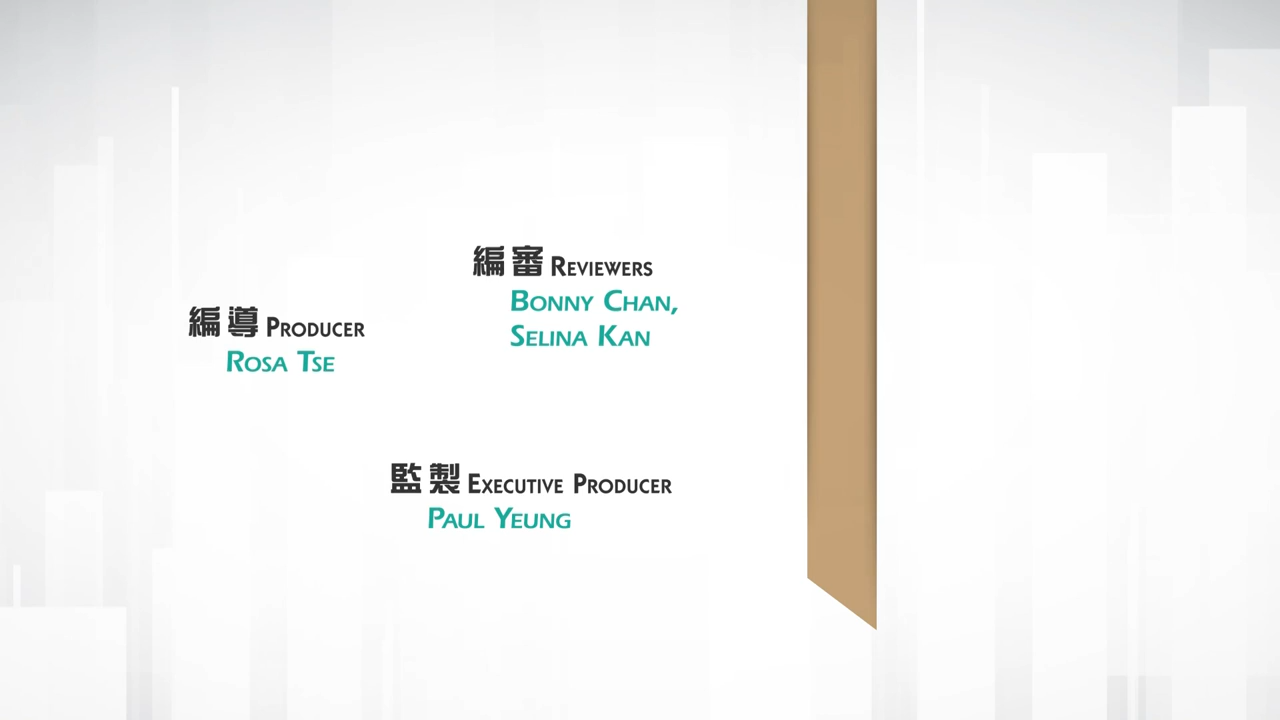 編審 Reviewers
Bonny Chan,
Selina Kan
編導 Producer
Rosa Tse
監製 Executive Producer
Paul Yeung